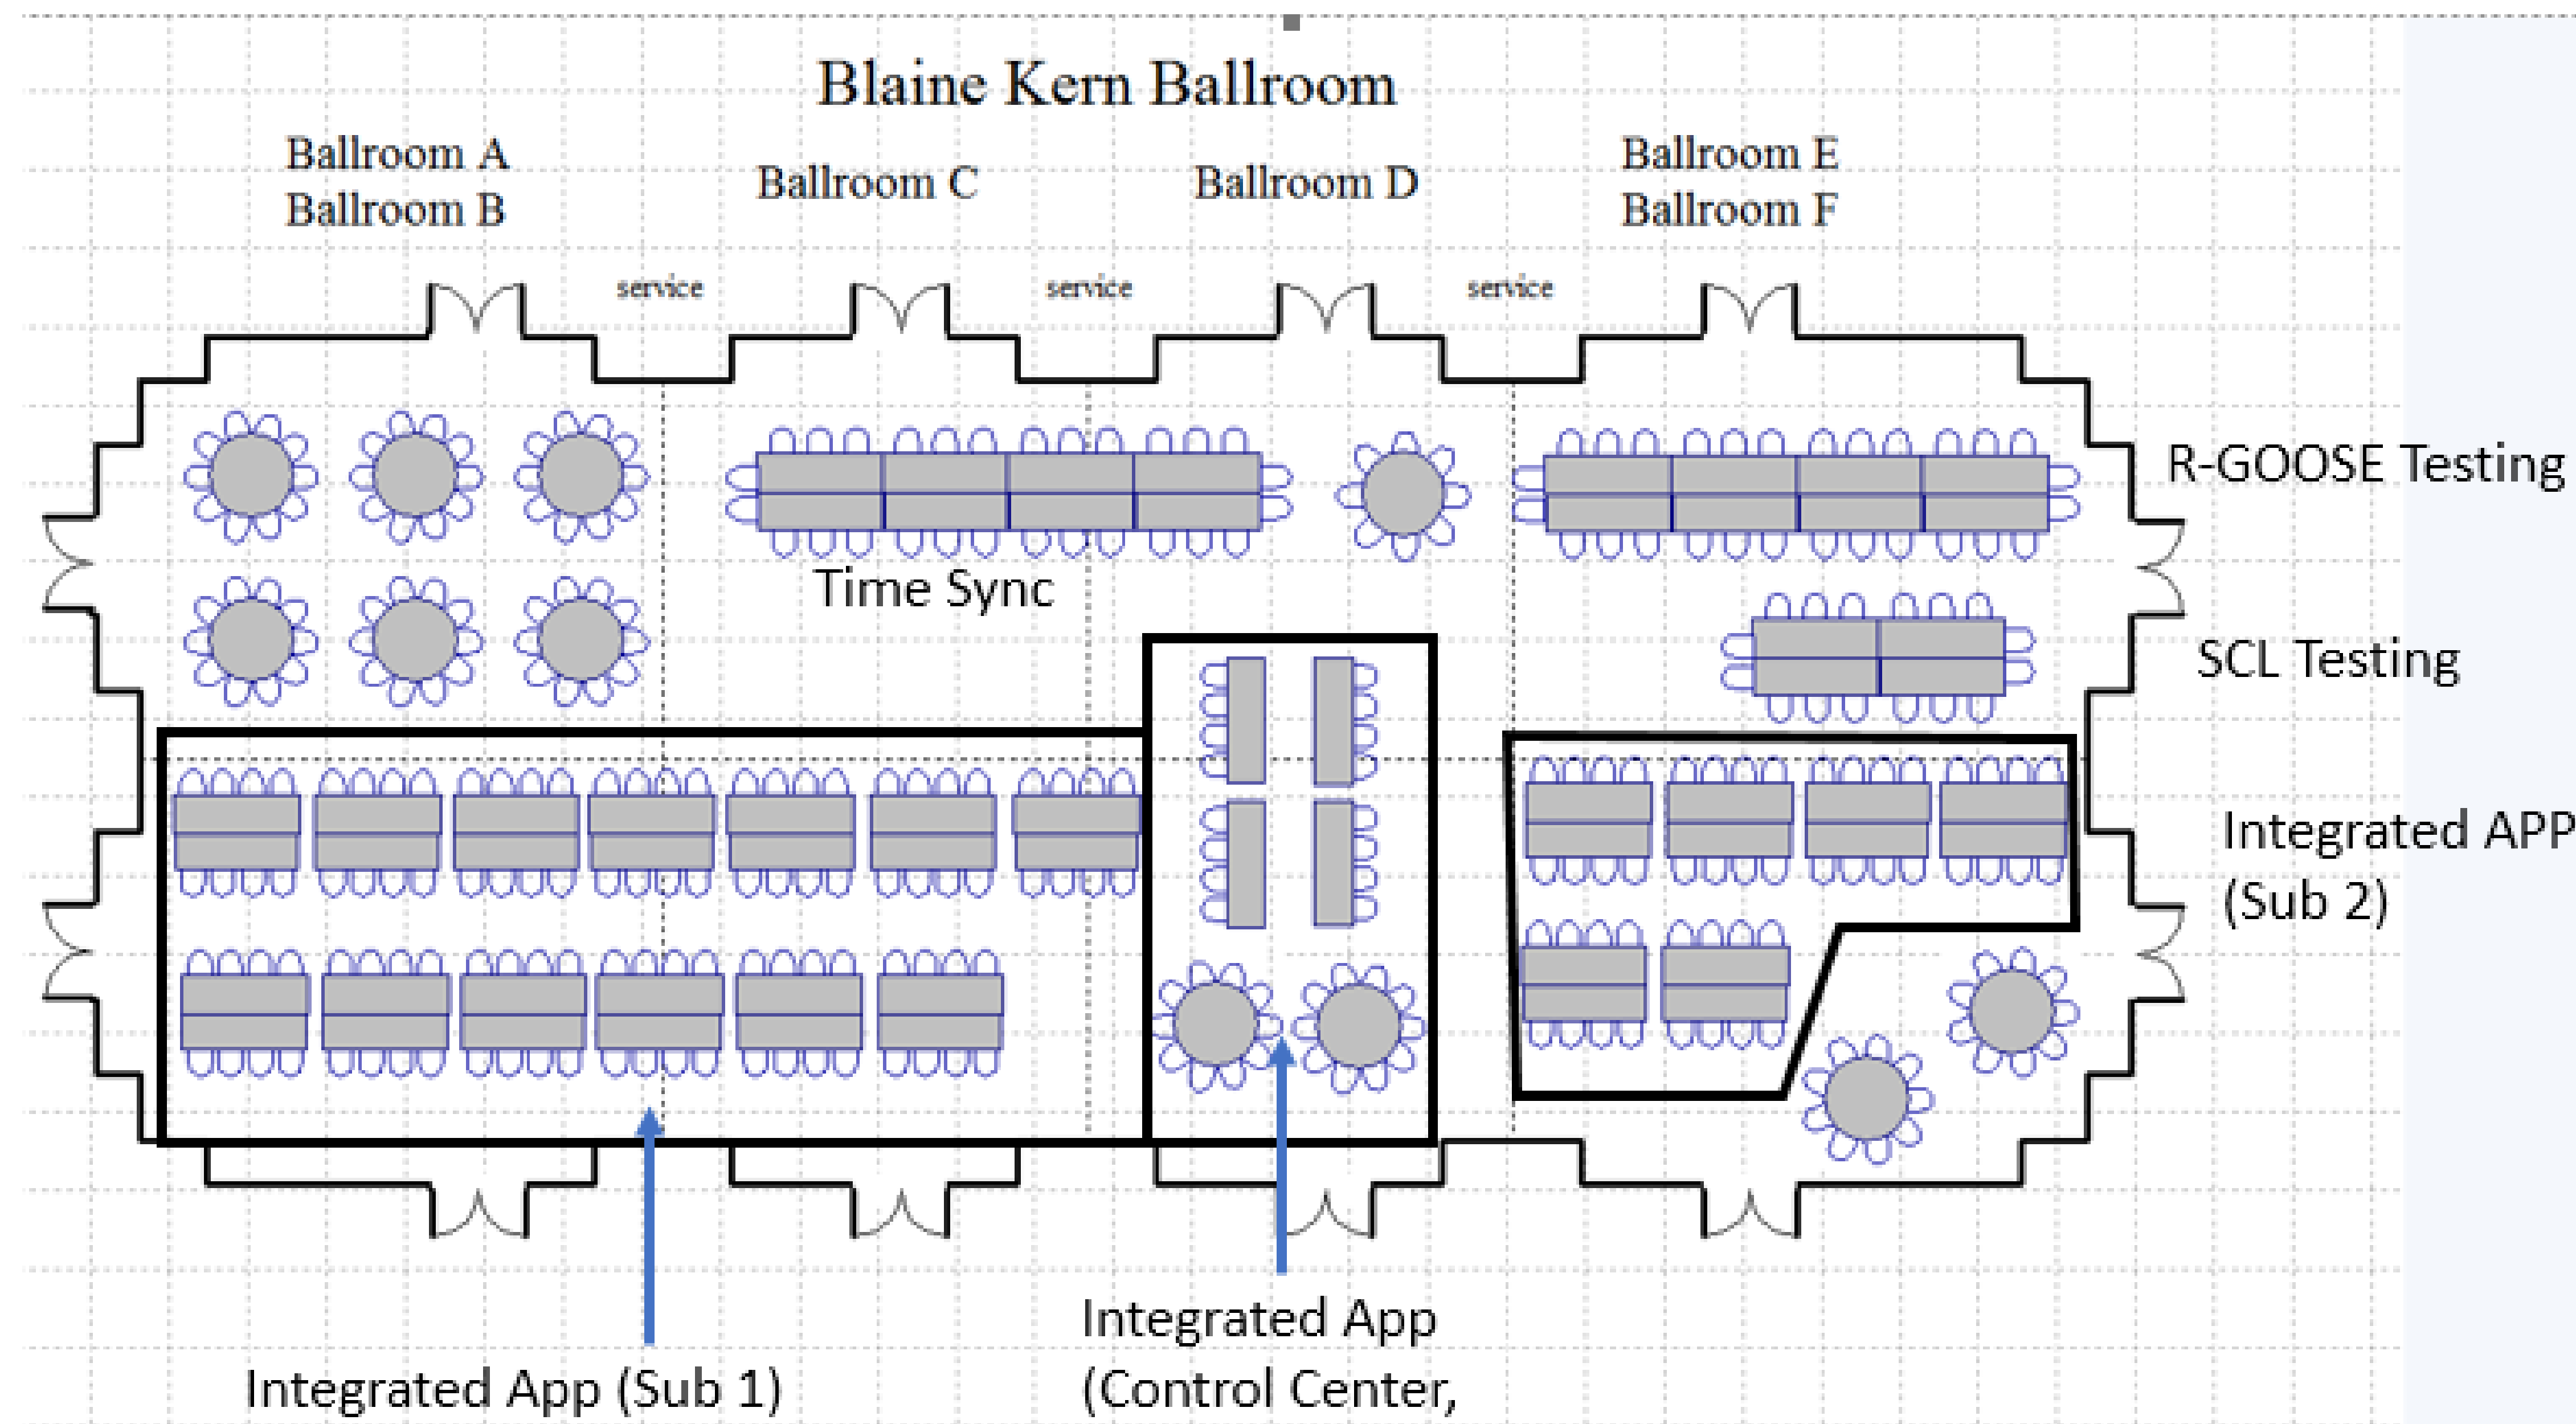 Blaine Kern Ballroom
Ballroom A
Ballroom B
Ballroom C
Ballroom D
Ballroom E
Ballroom F
service
service
service
R-GOOSE Testing
Time Sync
SCL Testing
Integrated APP
(Sub 2)
Integrated App (Sub 1)
Integrated App
(Control Center,